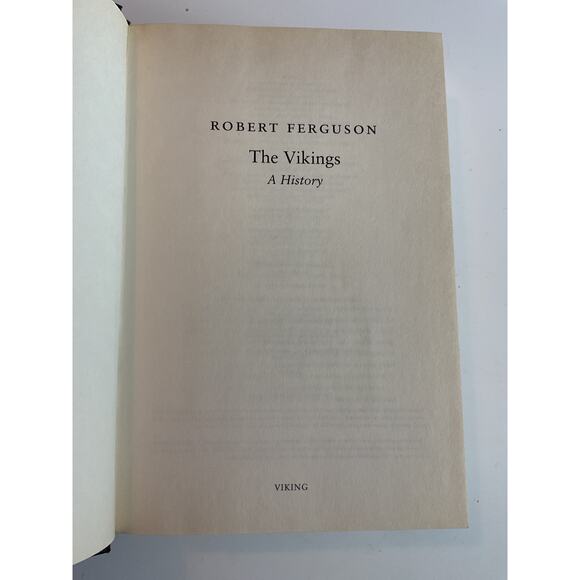 ROBERT FERGUSON
The Vikings
A History
VIKING